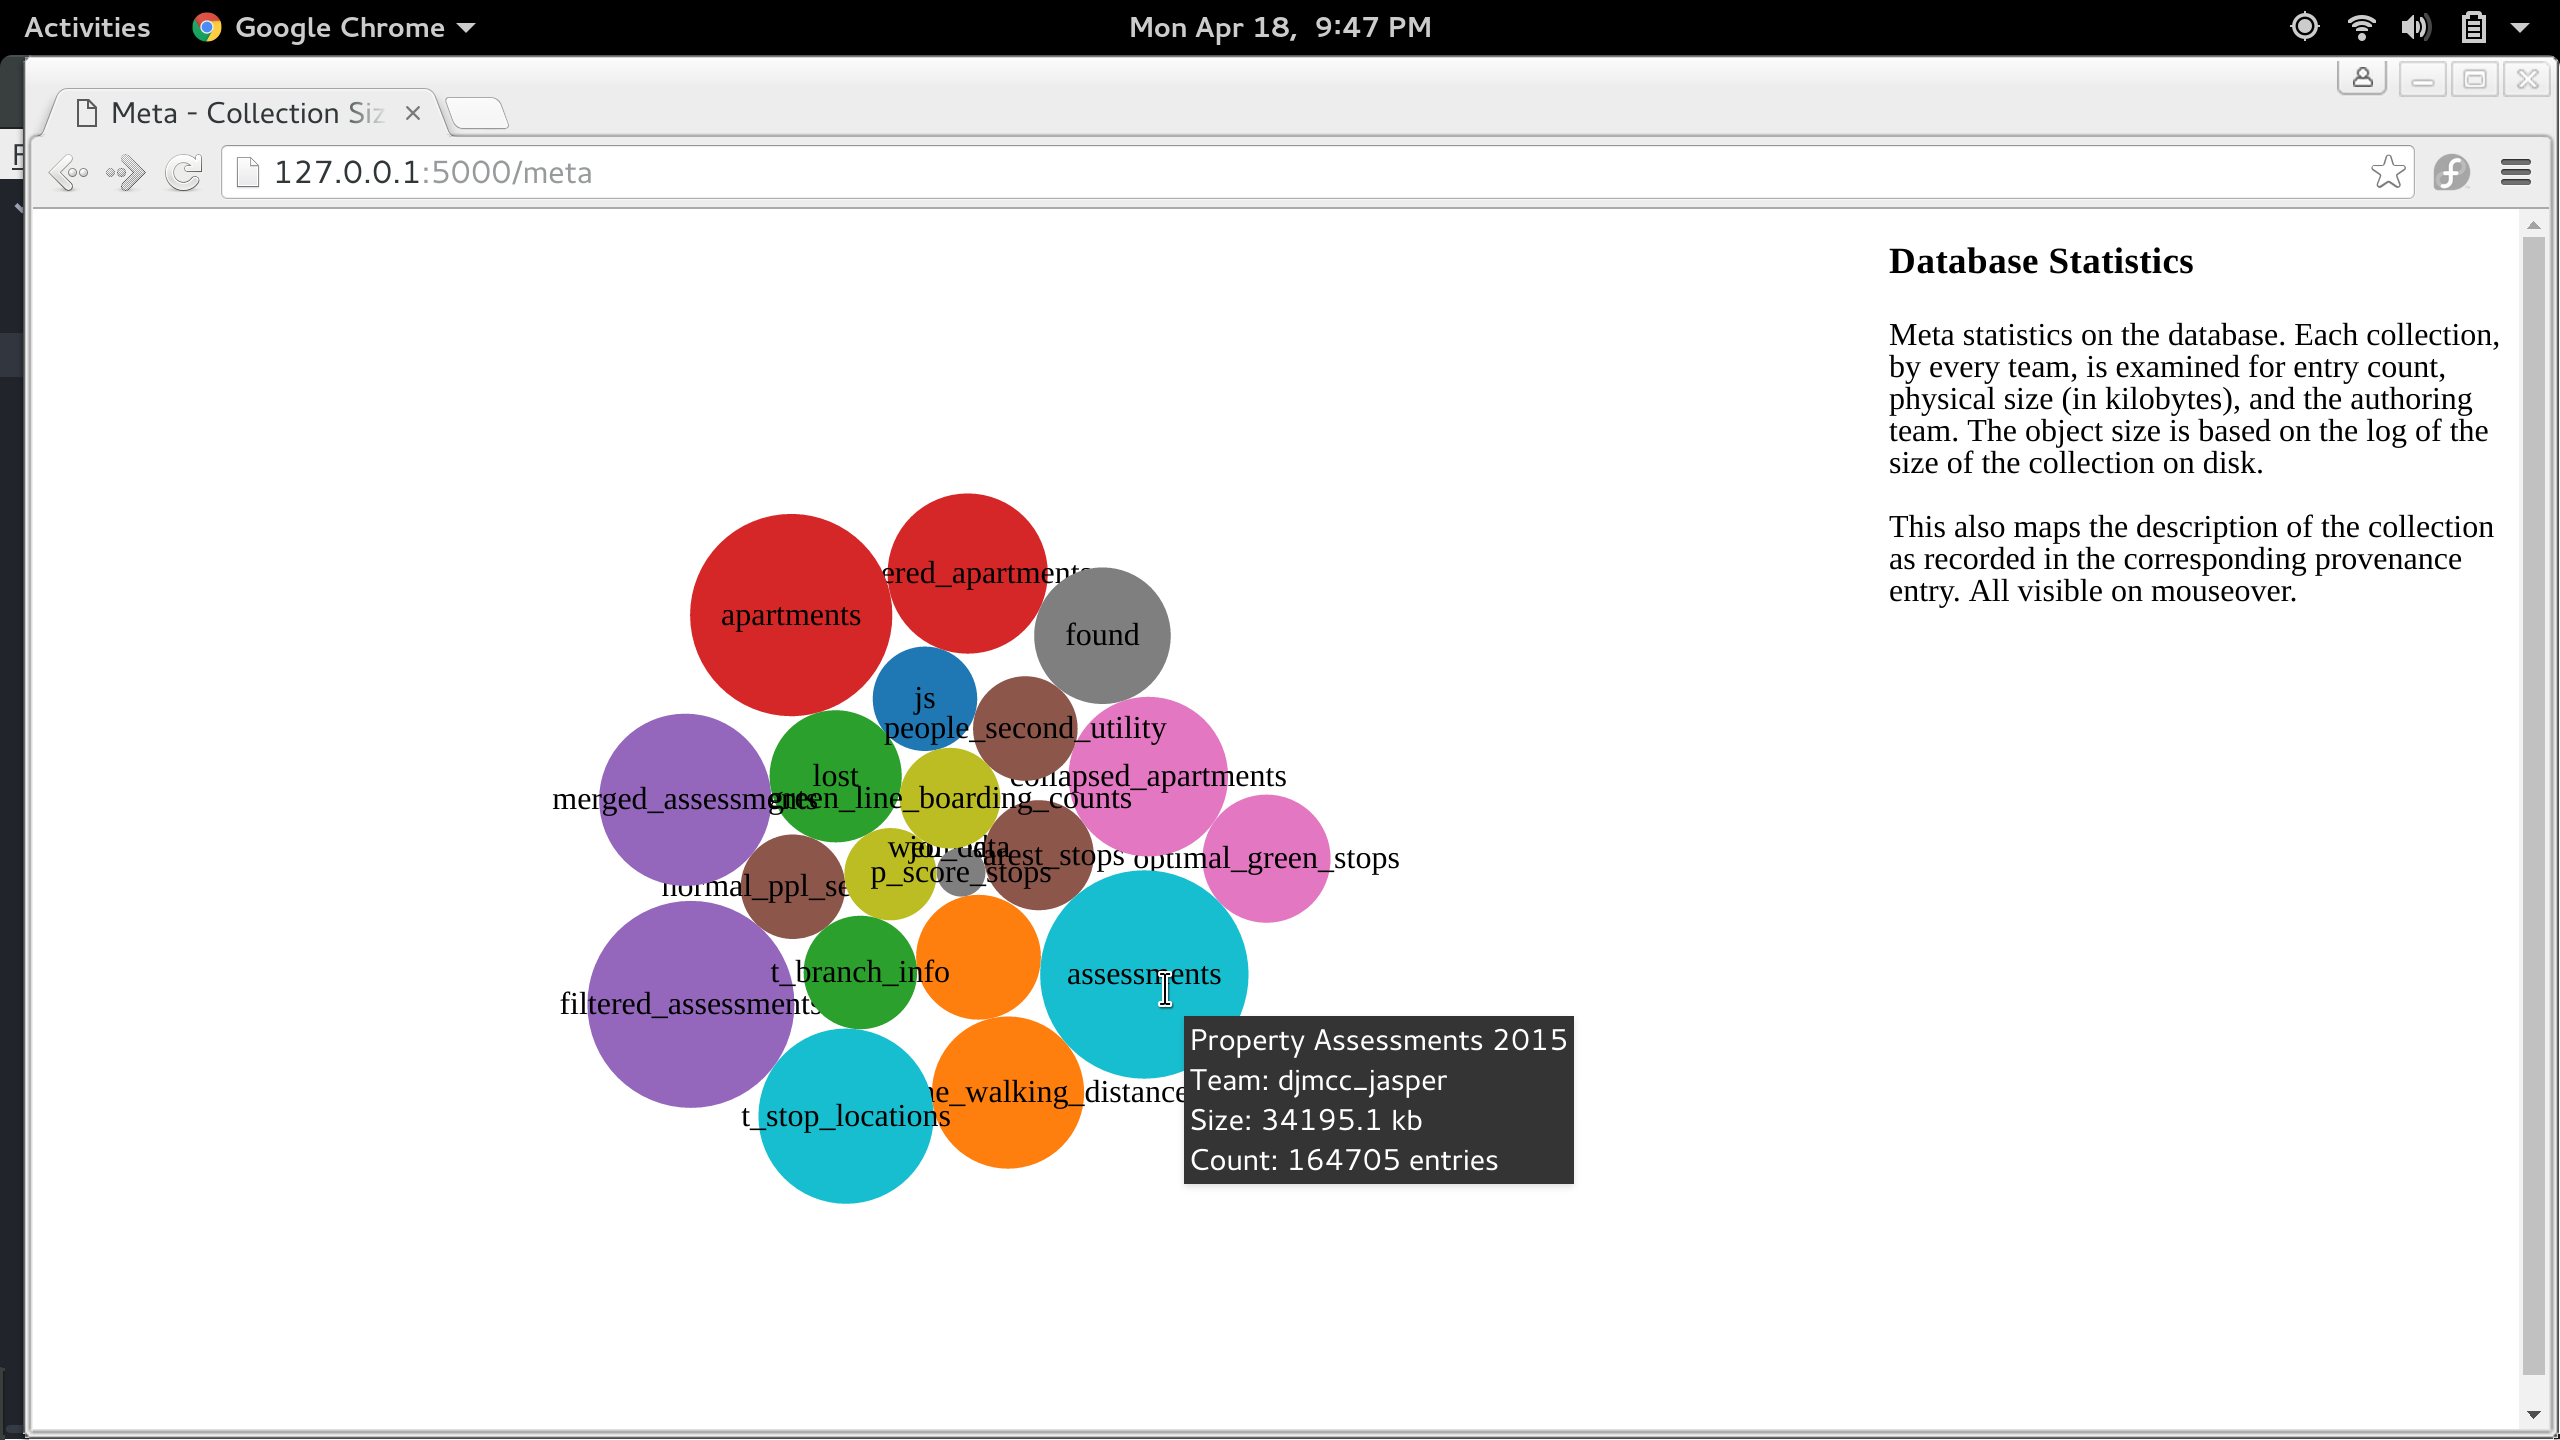 Activities
Google Chrome
Mon Apr 18, 9:47 PM
Meta - Collection Siz
127.0.0.1:5000/meta
Database Statistics
Meta statistics on the database. Each collection,
by every team, is examined for entry count,
physical size (in kilobytes), and the authoring
team. The object size is based on the log of the
size of the collection on disk.
This also maps the description of the collection
as recorded in the corresponding provenance
entry. All visible on mouseover.
ered_apartments
apartments
found
js
people_second_utility
lost
collapsed_apartments
merged_assessments
green_line_boarding_counts
arest_stops
optimal_green_stops
p_score_stops
normal_ppl_se
t_branch_info
assessments
filtered_assessments
ne_walking_distance
t_stop_locations
Property Assessments 2015
Team: djmcc_jasper
Size: 34195.1 kb
Count: 164705 entries